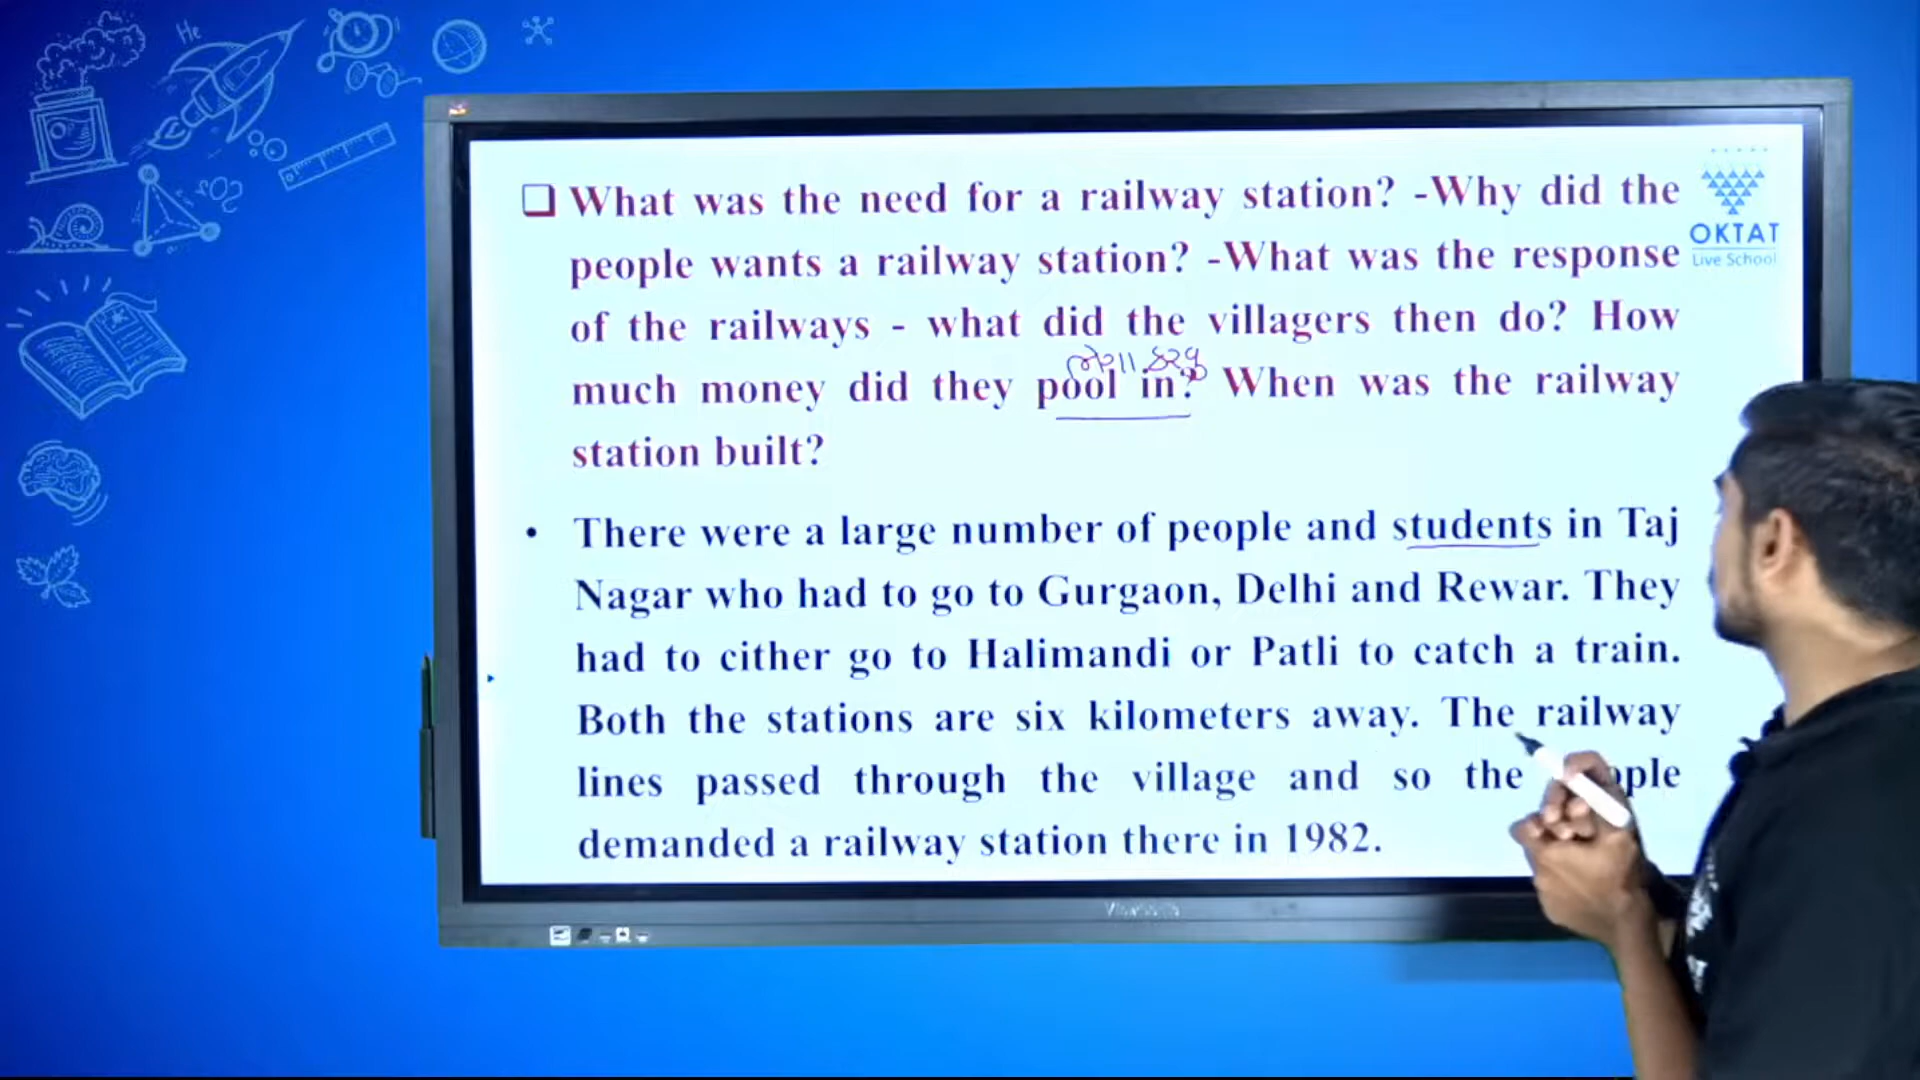 What was the need for a railway station? -Why did the
people wants a railway station? -What was the response
of the railways - what did the villagers then do? How
ભેગા કરવુ
much money did they pool in? When was the railway
station built?
• There were a large number of people and students in Taj
Nagar who had to go to Gurgaon, Delhi and Rewar. They
had to cither go to Halimandi or Patli to catch a train.
Both the stations are six kilometers away. The railway
lines passed through the village and so the
demanded a railway station there in 1982.
OKTAT
Live School
ViewSonic
He